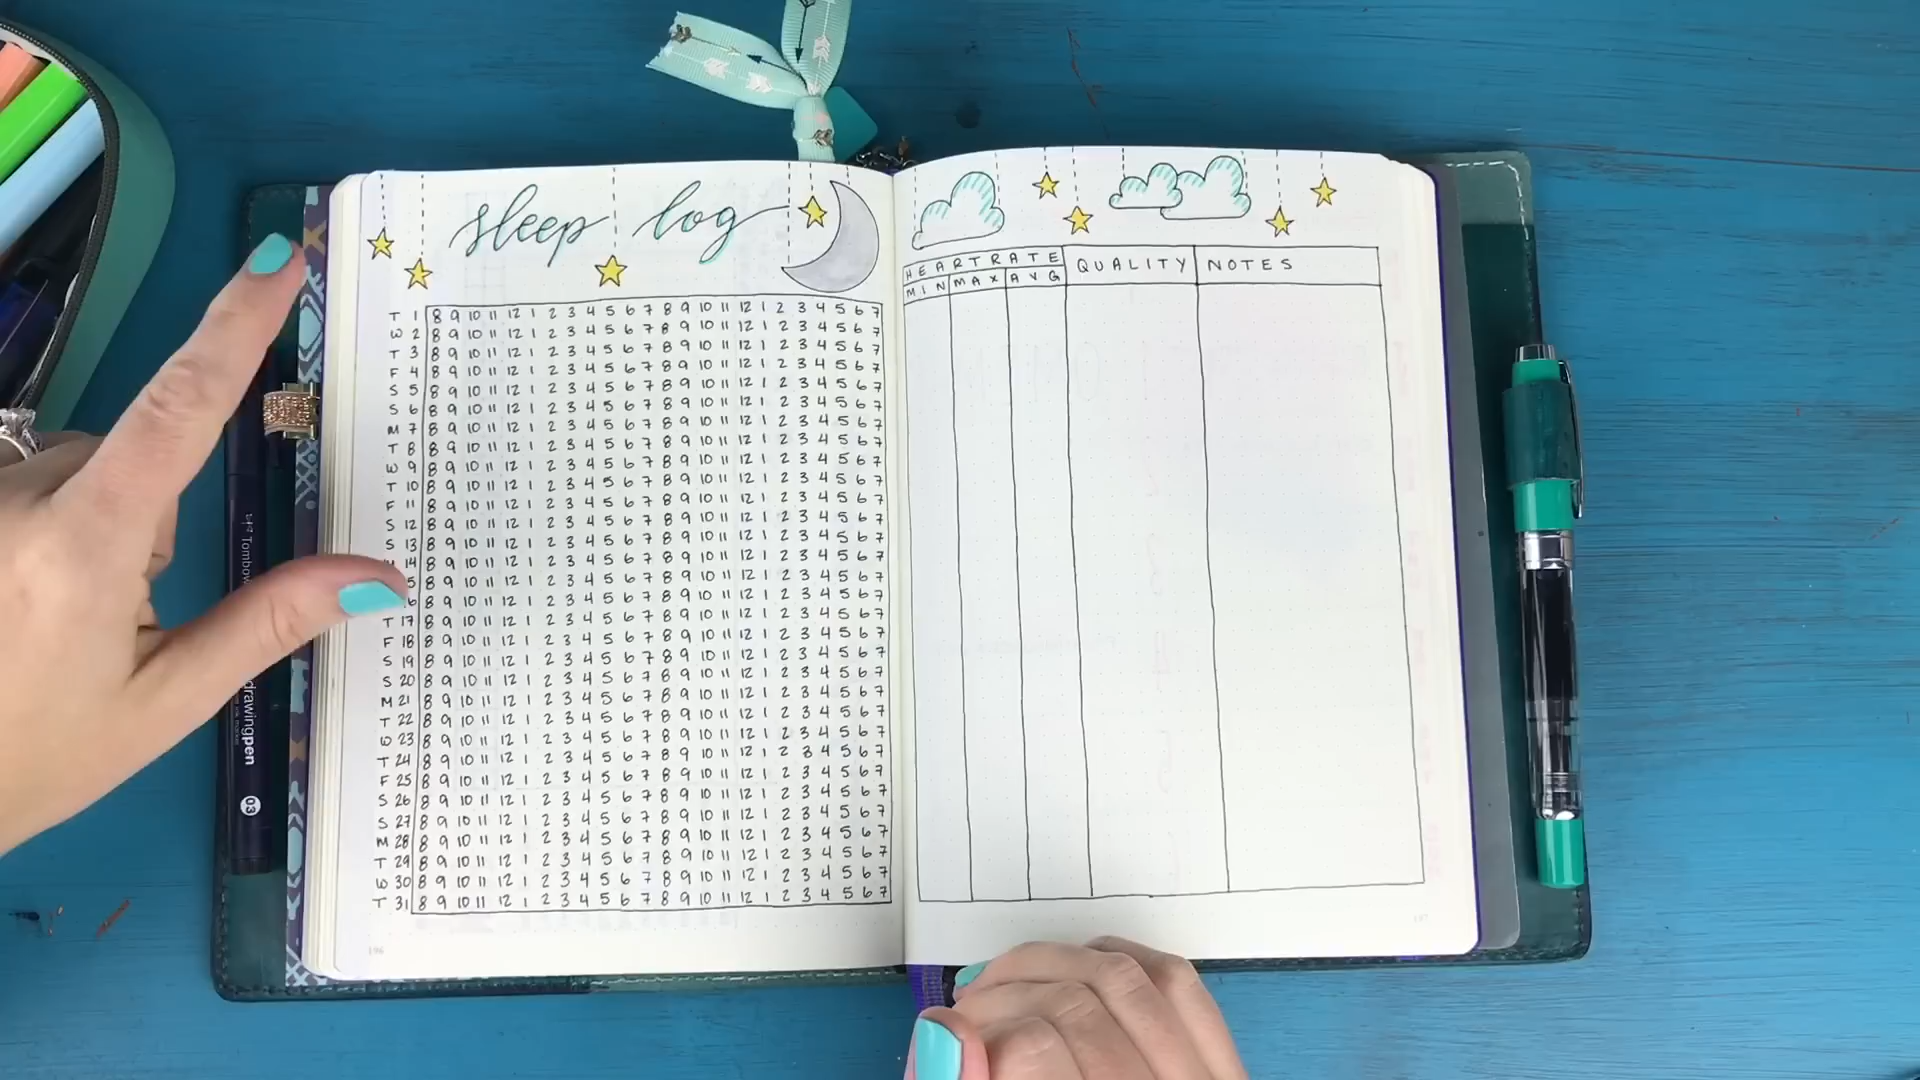 sleep log
T 1 8 9 10 11 12 1 2 3 4 5 6 7 8 9 10 11 12 1 2 3 4 5 6 7
W 2 8 9 10 11 12 1 2 3 4 5 6 7 8 9 10 11 12 1 2 3 4 5 6 7
T 3 8 9 10 11 12 1 2 3 4 5 6 7 8 9 10 11 12 1 2 3 4 5 6 7
F 4 8 9 10 11 12 1 2 3 4 5 6 7 8 9 10 11 12 1 2 3 4 5 6 7
S 5 8 9 10 11 12 1 2 3 4 5 6 7 8 9 10 11 12 1 2 3 4 5 6 7
S 6 8 9 10 11 12 1 2 3 4 5 6 7 8 9 10 11 12 1 2 3 4 5 6 7
M 7 8 9 10 11 12 1 2 3 4 5 6 7 8 9 10 11 12 1 2 3 4 5 6 7
T 8 8 9 10 11 12 1 2 3 4 5 6 7 8 9 10 11 12 1 2 3 4 5 6 7
W 9 8 9 10 11 12 1 2 3 4 5 6 7 8 9 10 11 12 1 2 3 4 5 6 7
T 10 8 9 10 11 12 1 2 3 4 5 6 7 8 9 10 11 12 1 2 3 4 5 6 7
F 11 8 9 10 11 12 1 2 3 4 5 6 7 8 9 10 11 12 1 2 3 4 5 6 7
S 12 8 9 10 11 12 1 2 3 4 5 6 7 8 9 10 11 12 1 2 3 4 5 6 7
S 13 8 9 10 11 12 1 2 3 4 5 6 7 8 9 10 11 12 1 2 3 4 5 6 7
14 8 9 10 11 12 1 2 3 4 5 6 7 8 9 10 11 12 1 2 3 4 5 6 7
5 8 9 10 11 12 1 2 3 4 5 6 7 8 9 10 11 12 1 2 3 4 5 6 7
6 8 9 10 11 12 1 2 3 4 5 6 7 8 9 10 11 12 1 2 3 4 5 6 7
T 17 8 9 10 11 12 1 2 3 4 5 6 7 8 9 10 11 12 1 2 3 4 5 6 7
F 18 8 9 10 11 12 1 2 3 4 5 6 7 8 9 10 11 12 1 2 3 4 5 6 7
S 19 8 9 10 11 12 1 2 3 4 5 6 7 8 9 10 11 12 1 2 3 4 5 6 7
S 20 8 9 10 11 12 1 2 3 4 5 6 7 8 9 10 11 12 1 2 3 4 5 6 7
M 21 8 9 10 11 12 1 2 3 4 5 6 7 8 9 10 11 12 1 2 3 4 5 6 7
T 22 8 9 10 11 12 1 2 3 4 5 6 7 8 9 10 11 12 1 2 3 4 5 6 7
W 23 8 9 10 11 12 1 2 3 4 5 6 7 8 9 10 11 12 1 2 3 4 5 6 7
T 24 8 9 10 11 12 1 2 3 4 5 6 7 8 9 10 11 12 1 2 3 4 5 6 7
F 25 8 9 10 11 12 1 2 3 4 5 6 7 8 9 10 11 12 1 2 3 4 5 6 7
S 26 8 9 10 11 12 1 2 3 4 5 6 7 8 9 10 11 12 1 2 3 4 5 6 7
S 27 8 9 10 11 12 1 2 3 4 5 6 7 8 9 10 11 12 1 2 3 4 5 6 7
M 28 8 9 10 11 12 1 2 3 4 5 6 7 8 9 10 11 12 1 2 3 4 5 6 7
T 29 8 9 10 11 12 1 2 3 4 5 6 7 8 9 10 11 12 1 2 3 4 5 6 7
W 30 8 9 10 11 12 1 2 3 4 5 6 7 8 9 10 11 12 1 2 3 4 5 6 7
T 31 8 9 10 11 12 1 2 3 4 5 6 7 8 9 10 11 12 1 2 3 4 5 6 7
196
HEART RATE QUALITY NOTES
MIN MAX AVG
Tombow
drawingpen
03